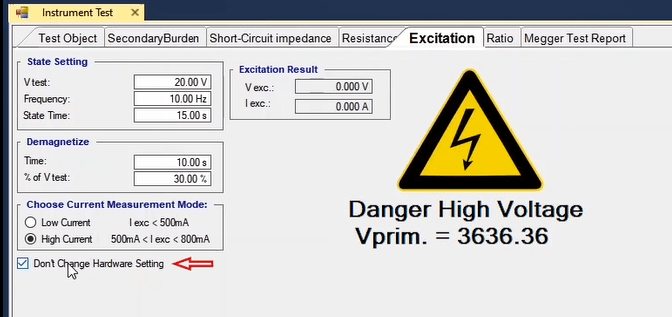 Instrument Test
Test Object SecondaryBurden Short-Circuit impedance Resistance Excitation Ratio Megger Test Report
State Setting
V test: 20.00 V
Frequency: 10.00 Hz
State Time: 15.00 s
Excitation Result
V exc.: 0.000 V
I exc.: 0.000 A
Demagnetize
Time: 10.00 s
% of V test: 30.00 %
Choose Current Measurement Mode:
Low Current I exc < 500mA
High Current 500mA < I exc < 800mA
Don't Change Hardware Setting
Danger High Voltage
Vprim. = 3636.36